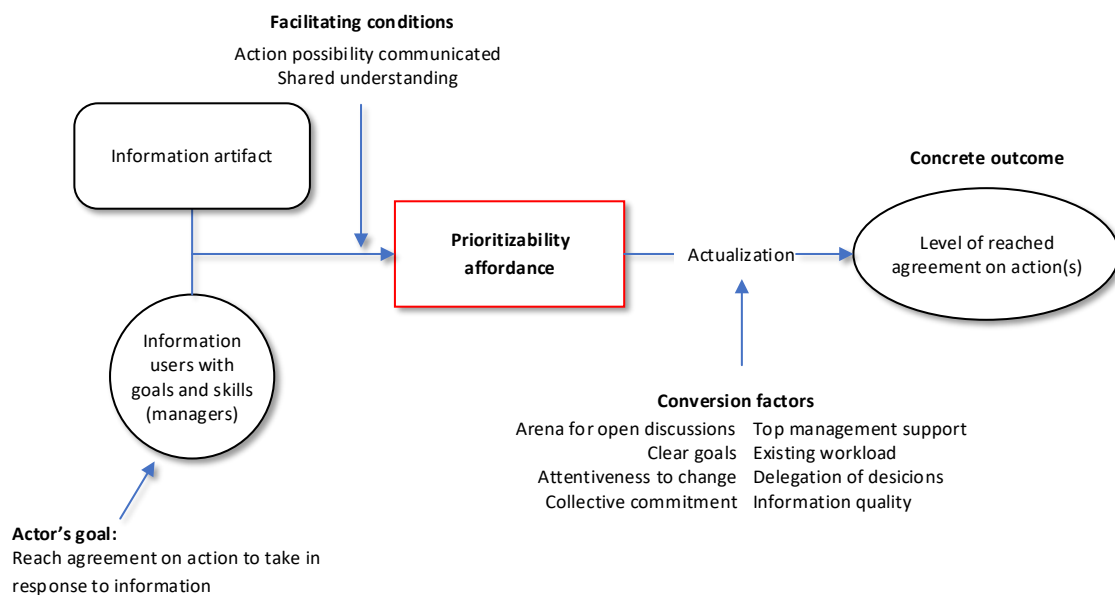 Facilitating conditions
Action possibility communicated
Shared understanding
Information artifact
Concrete outcome
Prioritizability
affordance
Actualization
Level of reached
agreement on action(s)
Information
users with
goals and skills
(managers)
Conversion factors
Arena for open discussions Top management support
Clear goals Existing workload
Attentiveness to change Delegation of desicions
Collective commitment Information quality
Actor’s goal:
Reach agreement on action to take in
response to information